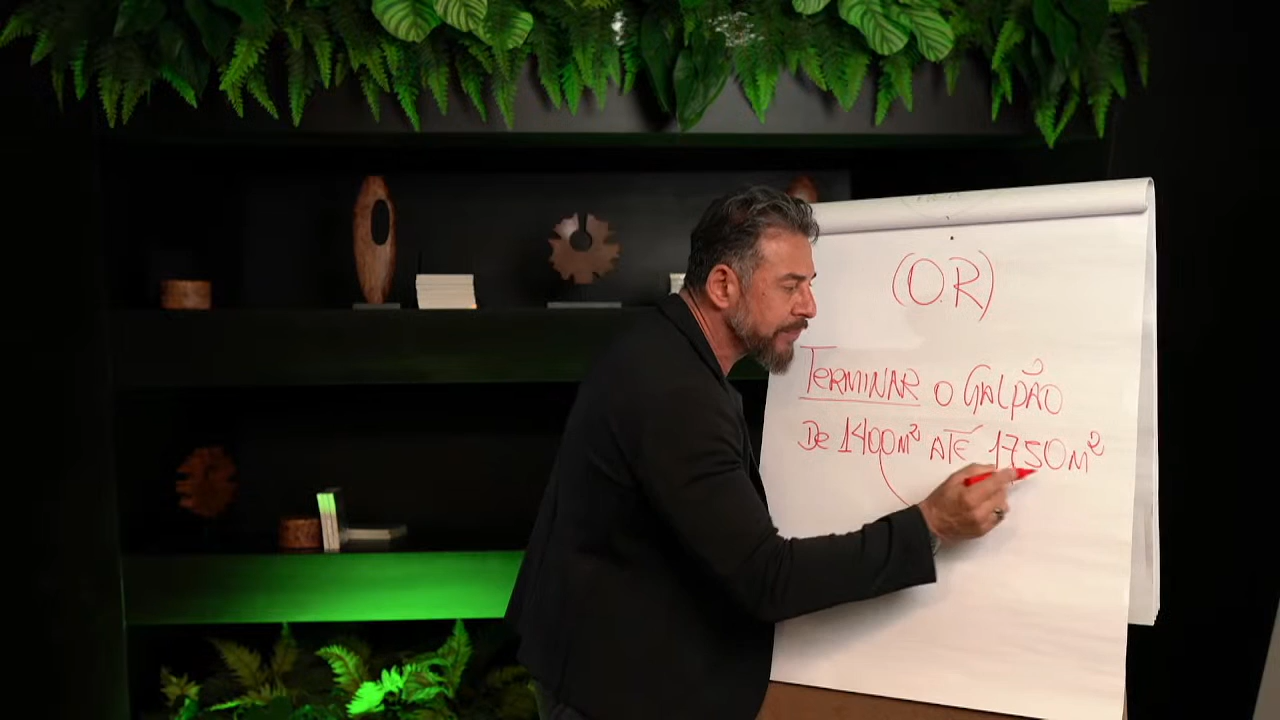 (O.R)
TERMINAR O GALPÃO
DE 1400M² ATÉ 1750M²